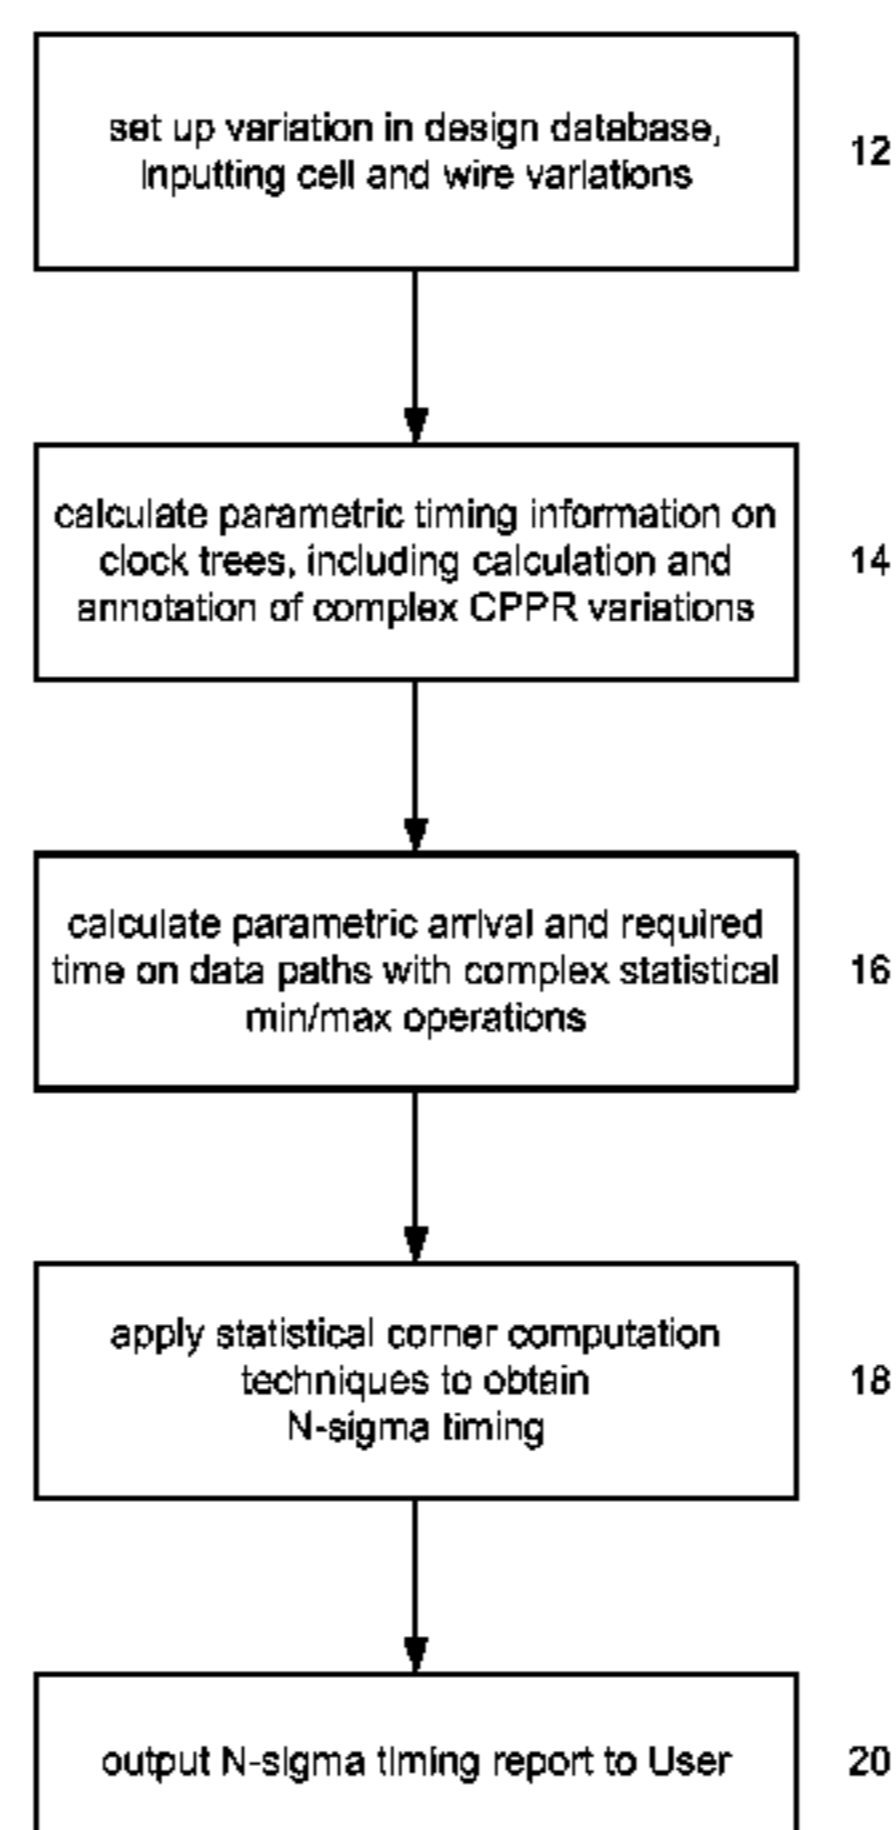 set up variation in design database,
inputting cell and wire variations
12
calculate parametric timing information on
clock trees, including calculation and
annotation of complex CPPR variations
14
calculate parametric arrival and required
time on data paths with complex statistical
min/max operations
16
apply statistical corner computation
techniques to obtain
N-sigma timing
18
output N-sigma timing report to User
20